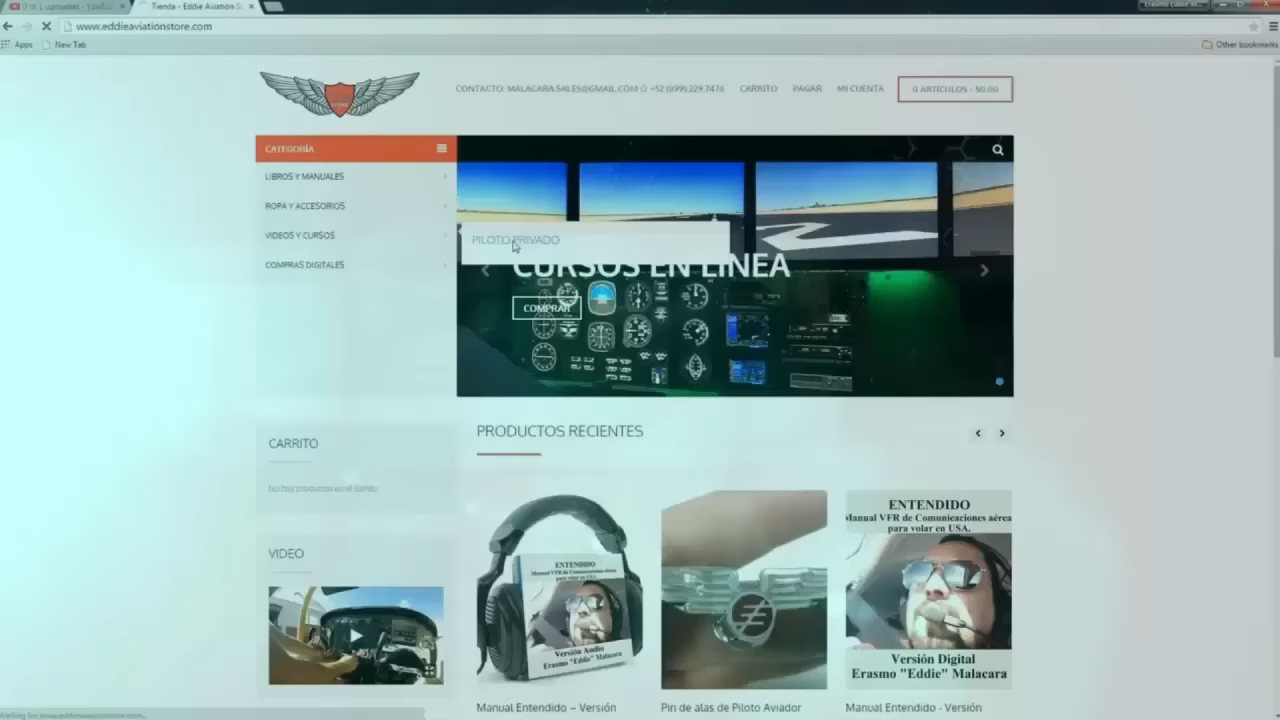 Tienda - Eddie Aviation S
www.eddieaviationstore.com
Apps
New Tab
Other bookmarks
CONTACTO: MALACARA.SALES@GMAIL.COM Ó +52 (899) 229 7476
CARRITO
PAGAR
MI CUENTA
0 ARTÍCULOS - $0.00
CATEGORÍA
LIBROS Y MANUALES
ROPA Y ACCESORIOS
VIDEOS Y CURSOS
COMPRAS DIGITALES
PILOTO PRIVADO
CURSOS EN LINEA
COMPRAR
CARRITO
No hay productos en el carrito.
VIDEO
PRODUCTOS RECIENTES
ENTENDIDO
Manual VFR de Comunicaciones aéreas
para volar en USA.
Versión Audio
Erasmo "Eddie" Malacara
ENTENDIDO
Manual VFR de Comunicaciones aérea
para volar en USA.
Versión Digital
Erasmo "Eddie" Malacara
Manual Entendido – Versión
Pin de alas de Piloto Aviador
Manual Entendido - Versión